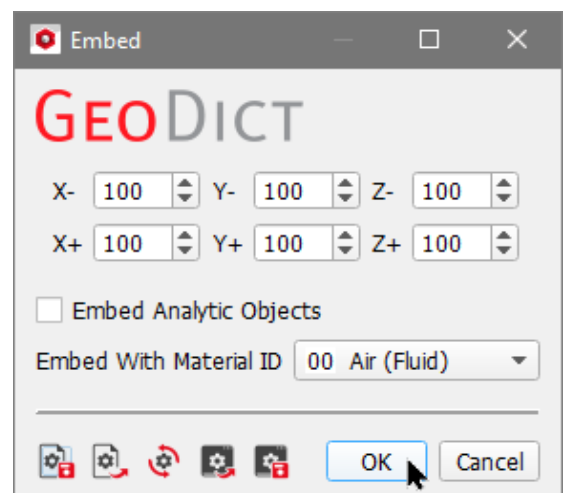 Embed
GEODICT
X- 100 Y- 100 Z- 100
X+ 100 Y+ 100 Z+ 100
Embed Analytic Objects
Embed With Material ID 00 Air (Fluid)
OK Cancel